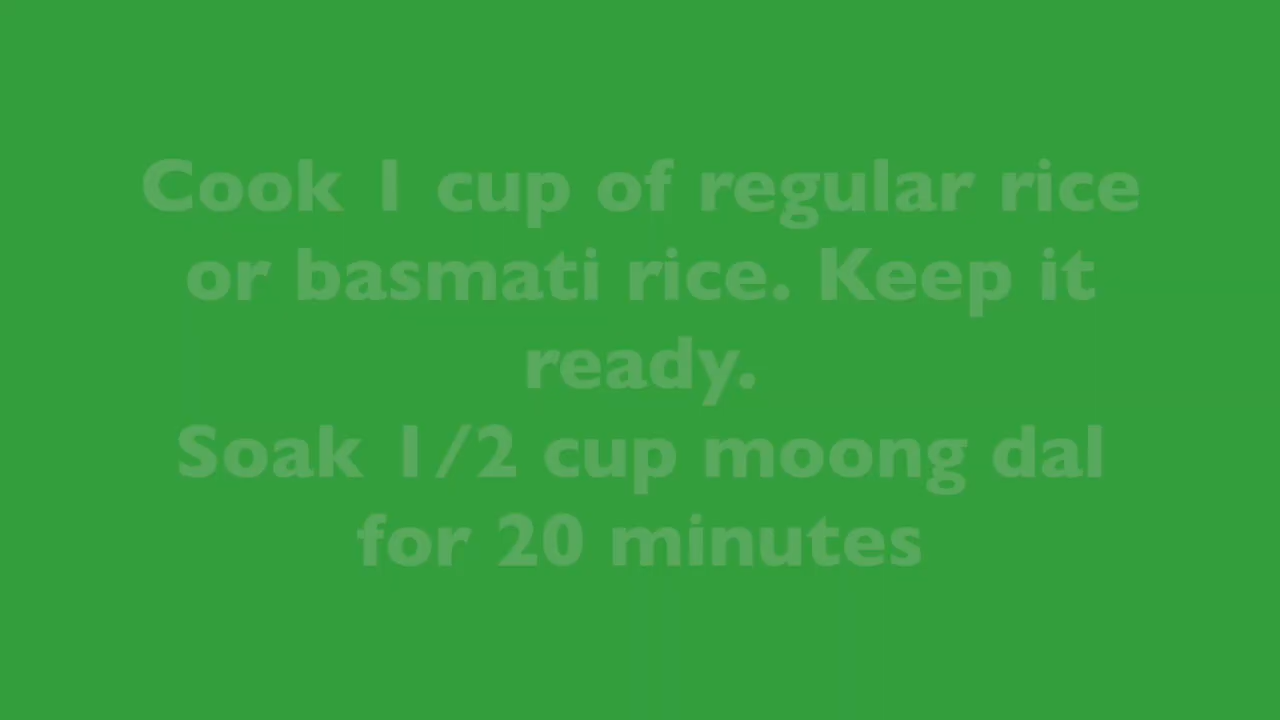 Cook 1 cup of regular rice
or basmati rice. Keep it
ready.
Soak 1/2 cup moong dal
for 20 minutes